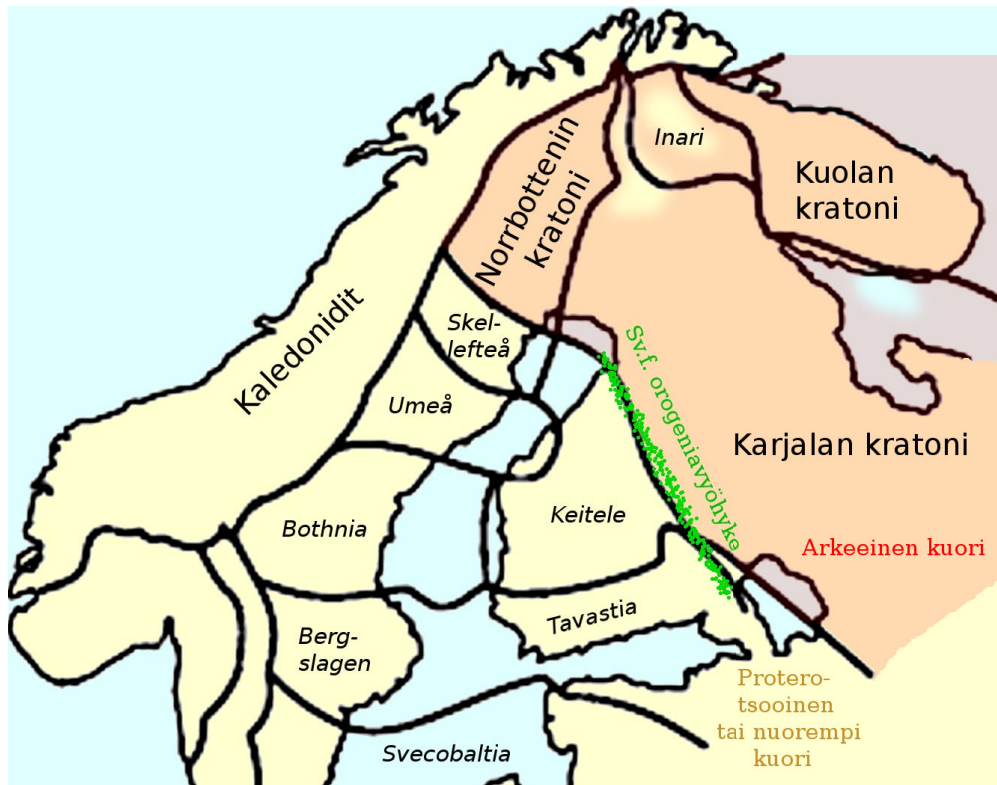 Inari
Kuolan
kratoni
Norrbottenin
kratoni
Kaledonidit
Skel-
lefteå
Sv.f. orogeniavyöhyke
Umeå
Karjalan kratoni
Bothnia
Keitele
Arkeeinen kuori
Tavastia
Berg-
slagen
Protero-
tsooinen
tai nuorempi
kuori
Svecobaltia